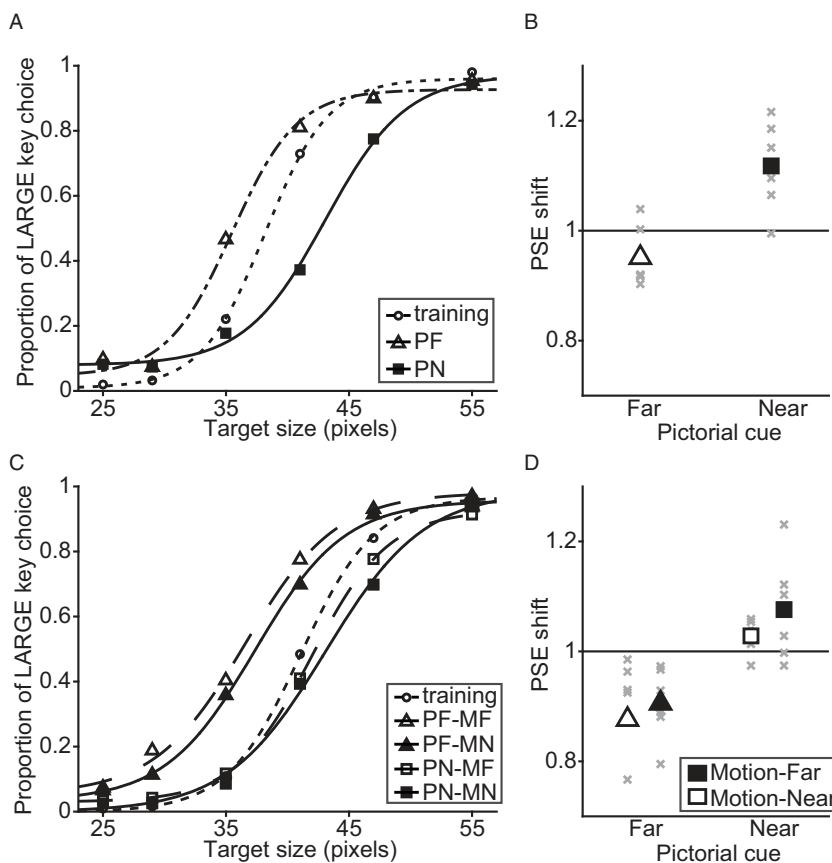 A
Proportion of LARGE key choice
1
0.8
0.6
0.4
0.2
0
25 35 45 55
Target size (pixels)
training
PF
PN
B
PSE shift
1.2
1
0.8
Far Near
Pictorial cue
C
Proportion of LARGE key choice
1
0.8
0.6
0.4
0.2
0
25 35 45 55
Target size (pixels)
training
PF-MF
PF-MN
PN-MF
PN-MN
D
PSE shift
1.2
1
0.8
Motion-Far
Motion-Near
Far Near
Pictorial cue